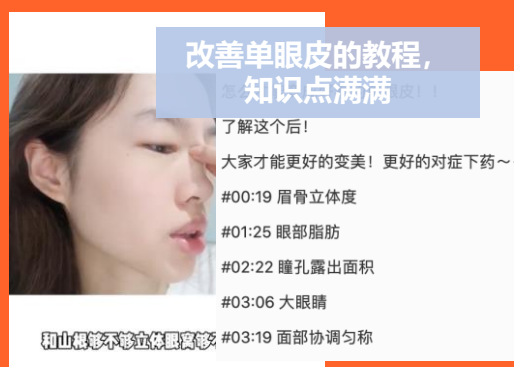 改善单眼皮的教程，
知识点满满
了解这个后！
大家才能更好的变美！更好的对症下药～
#00:19 眉骨立体度
#01:25 眼部脂肪
#02:22 瞳孔露出面积
#03:06 大眼睛
#03:19 面部协调匀称
和山根够不够立体眼窝够不